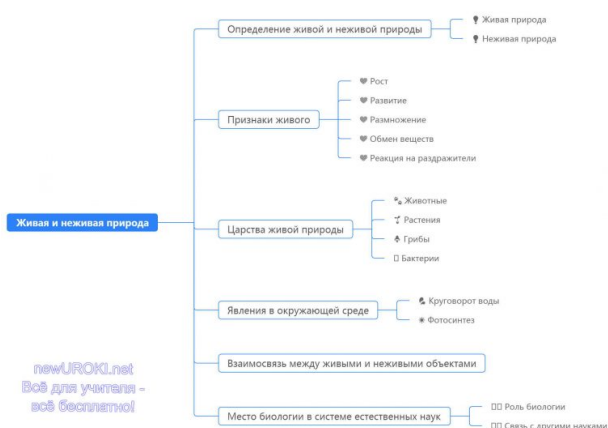 Определение живой и неживой природы
Живая природа
Неживая природа
Признаки живого
Рост
Развитие
Размножение
Обмен веществ
Реакция на раздражители
Живая и неживая природа
Царства живой природы
Животные
Растения
Грибы
Бактерии
Явления в окружающей среде
Круговорот воды
Фотосинтез
Взаимосвязь между живыми и неживыми объектами
Место биологии в системе естественных наук
Роль биологии
Связь с другими науками
newUROKI.net
Всё для учителя -
всё бесплатно!